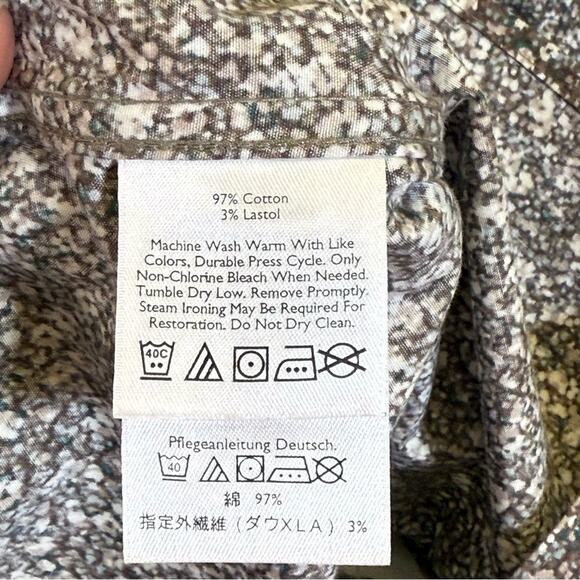 97% Cotton
3% Lastol
Machine Wash Warm With Like
Colors, Durable Press Cycle. Only
Non-Chlorine Bleach When Needed.
Tumble Dry Low. Remove Promptly.
Steam Ironing May Be Required For
Restoration. Do Not Dry Clean.
40C
Pflegeanleitung Deutsch.
40
綿 97%
指定外繊維（ダウXLA） 3%